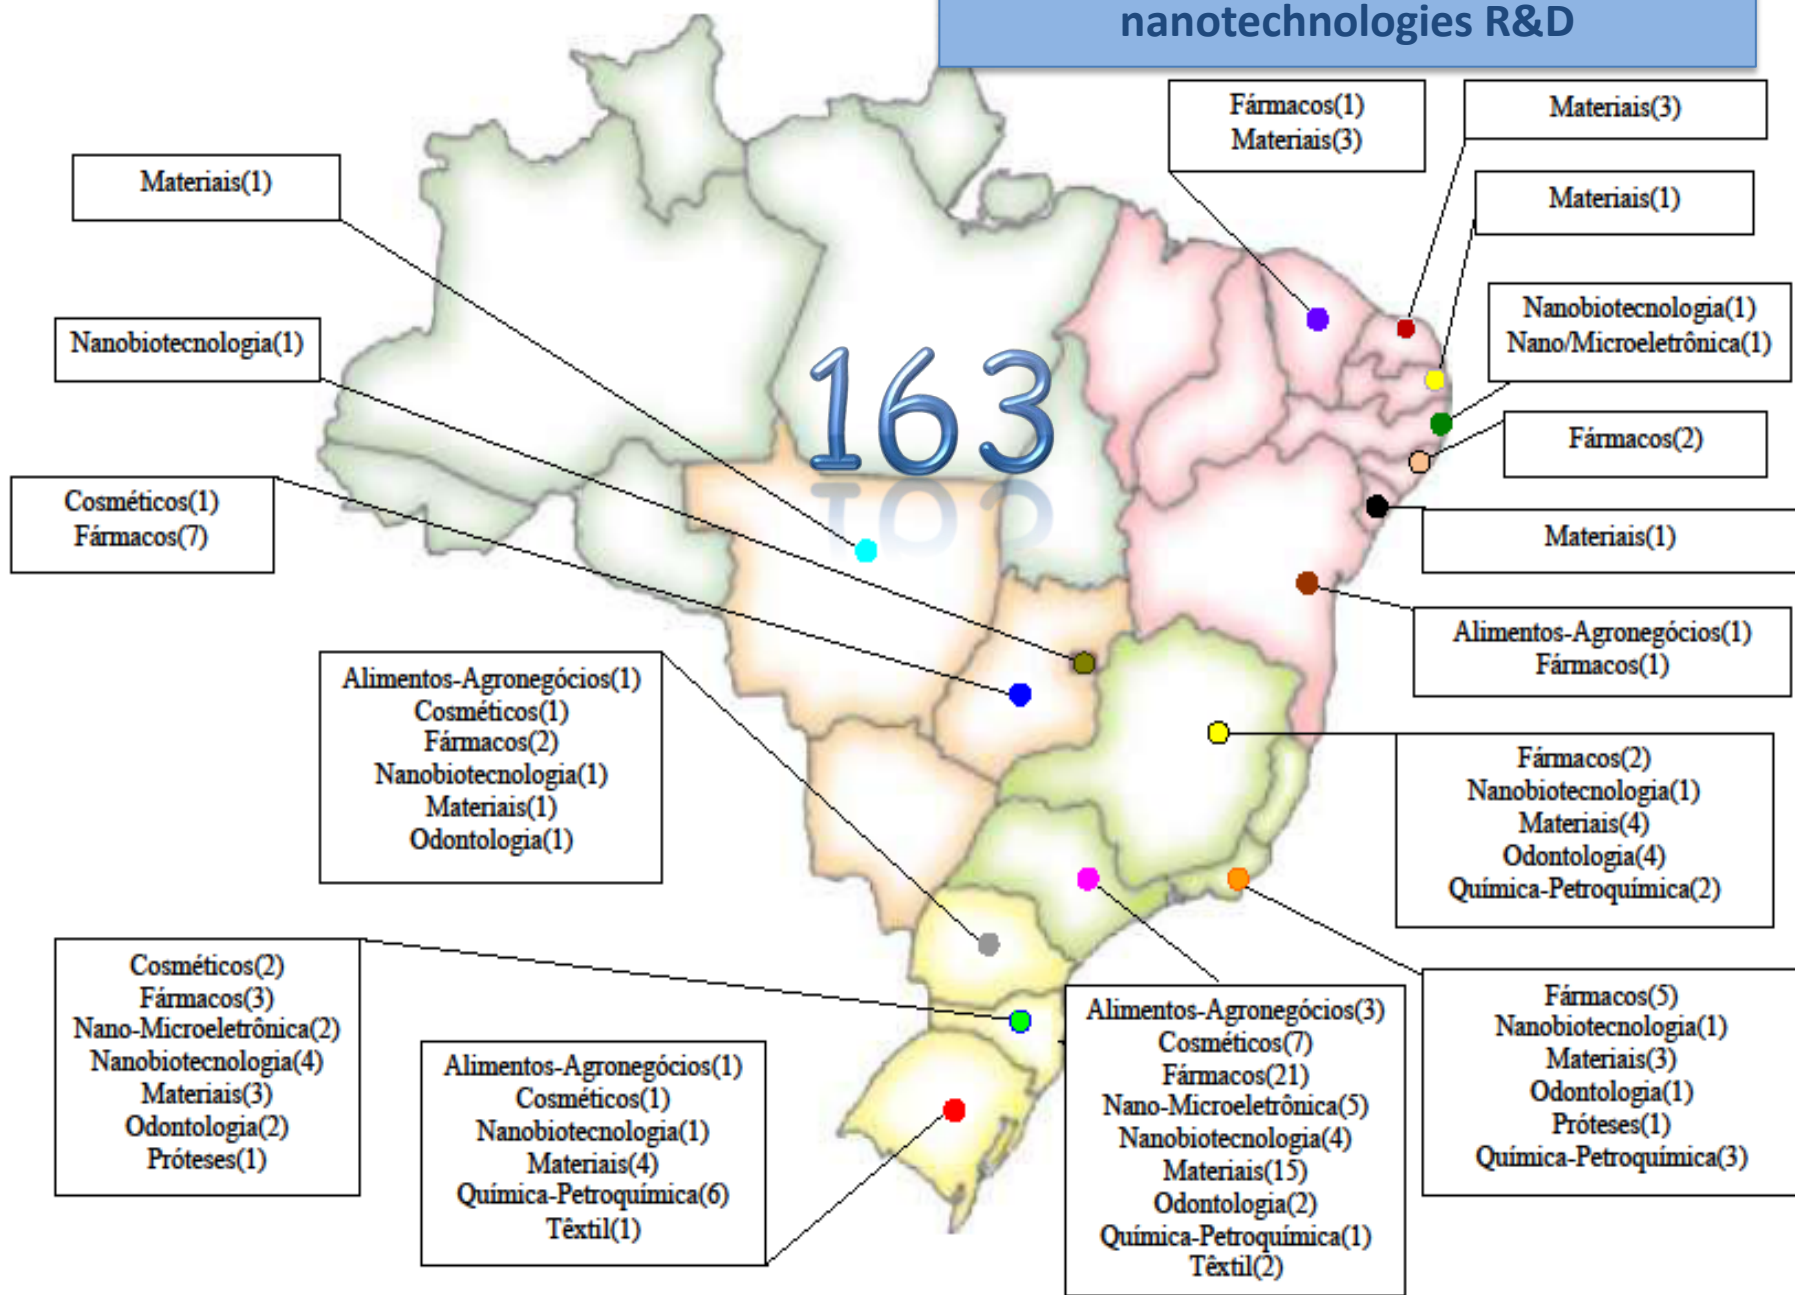 nanotechnologies R&D
Fármacos(1)
Materiais(3)
Materiais(3)
Materiais(1)
Materiais(1)
Nanobiotecnologia(1)
Nano/Microeletrônica(1)
Nanobiotecnologia(1)
163
Fármacos(2)
Cosméticos(1)
Fármacos(7)
Materiais(1)
Alimentos-Agronegócios(1)
Fármacos(1)
Alimentos-Agronegócios(1)
Cosméticos(1)
Fármacos(2)
Nanobiotecnologia(1)
Materiais(1)
Odontologia(1)
Fármacos(2)
Nanobiotecnologia(1)
Materiais(4)
Odontologia(4)
Química-Petroquímica(2)
Cosméticos(2)
Fármacos(3)
Nano-Microeletrônica(2)
Nanobiotecnologia(4)
Materiais(3)
Odontologia(2)
Próteses(1)
Alimentos-Agronegócios(1)
Cosméticos(1)
Nanobiotecnologia(1)
Materiais(4)
Química-Petroquímica(6)
Têxtil(1)
Alimentos-Agronegócios(3)
Cosméticos(7)
Fármacos(21)
Nano-Microeletrônica(5)
Nanobiotecnologia(4)
Materiais(15)
Odontologia(2)
Química-Petroquímica(1)
Têxtil(2)
Fármacos(5)
Nanobiotecnologia(1)
Materiais(3)
Odontologia(1)
Próteses(1)
Química-Petroquímica(3)